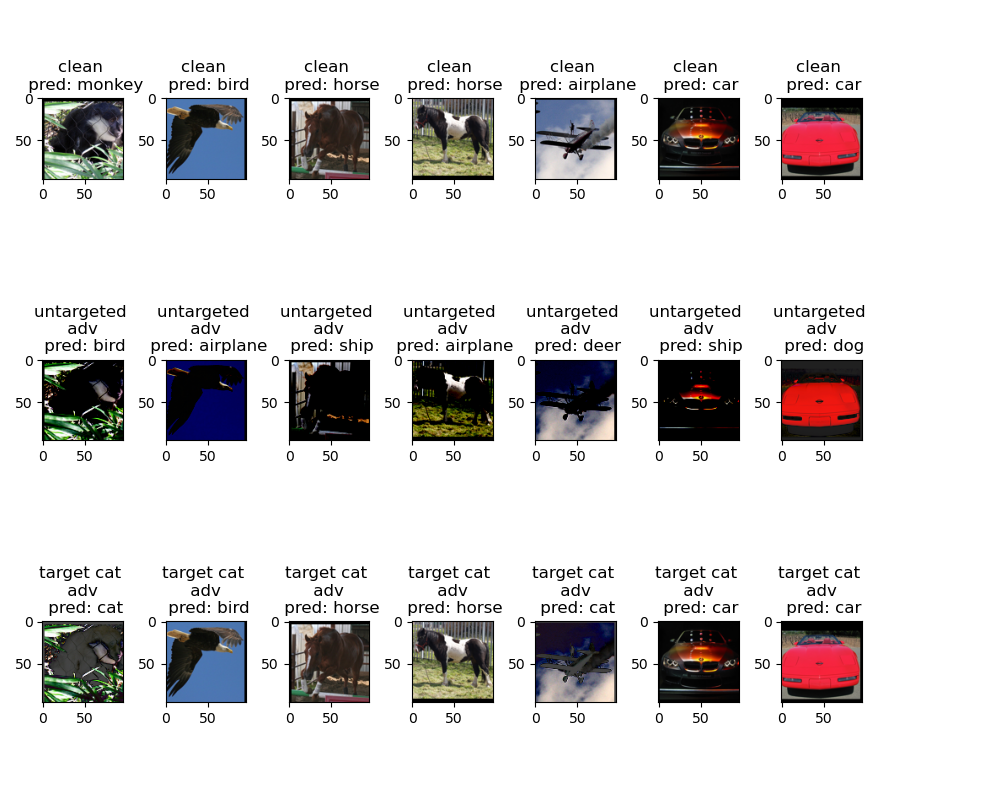 clean clean clean clean clean clean clean
pred: monkey pred: bird pred: horse pred: horse pred: airplane pred: car pred: car
0 0 0 0 0 0 0
50 50 50 50 50 50 50
0 50 0 50 0 50 0 50 0 50 0 50 0 50
untargeted untargeted untargeted untargeted untargeted untargeted untargeted
adv adv adv adv adv adv adv
pred: bird pred: airplane pred: ship pred: airplane pred: deer pred: ship pred: dog
0 0 0 0 0 0 0
50 50 50 50 50 50 50
0 50 0 50 0 50 0 50 0 50 0 50 0 50
target cat target cat target cat target cat target cat target cat target cat
adv adv adv adv adv adv adv
pred: cat pred: bird pred: horse pred: horse pred: cat pred: car pred: car
0 0 0 0 0 0 0
50 50 50 50 50 50 50
0 50 0 50 0 50 0 50 0 50 0 50 0 50